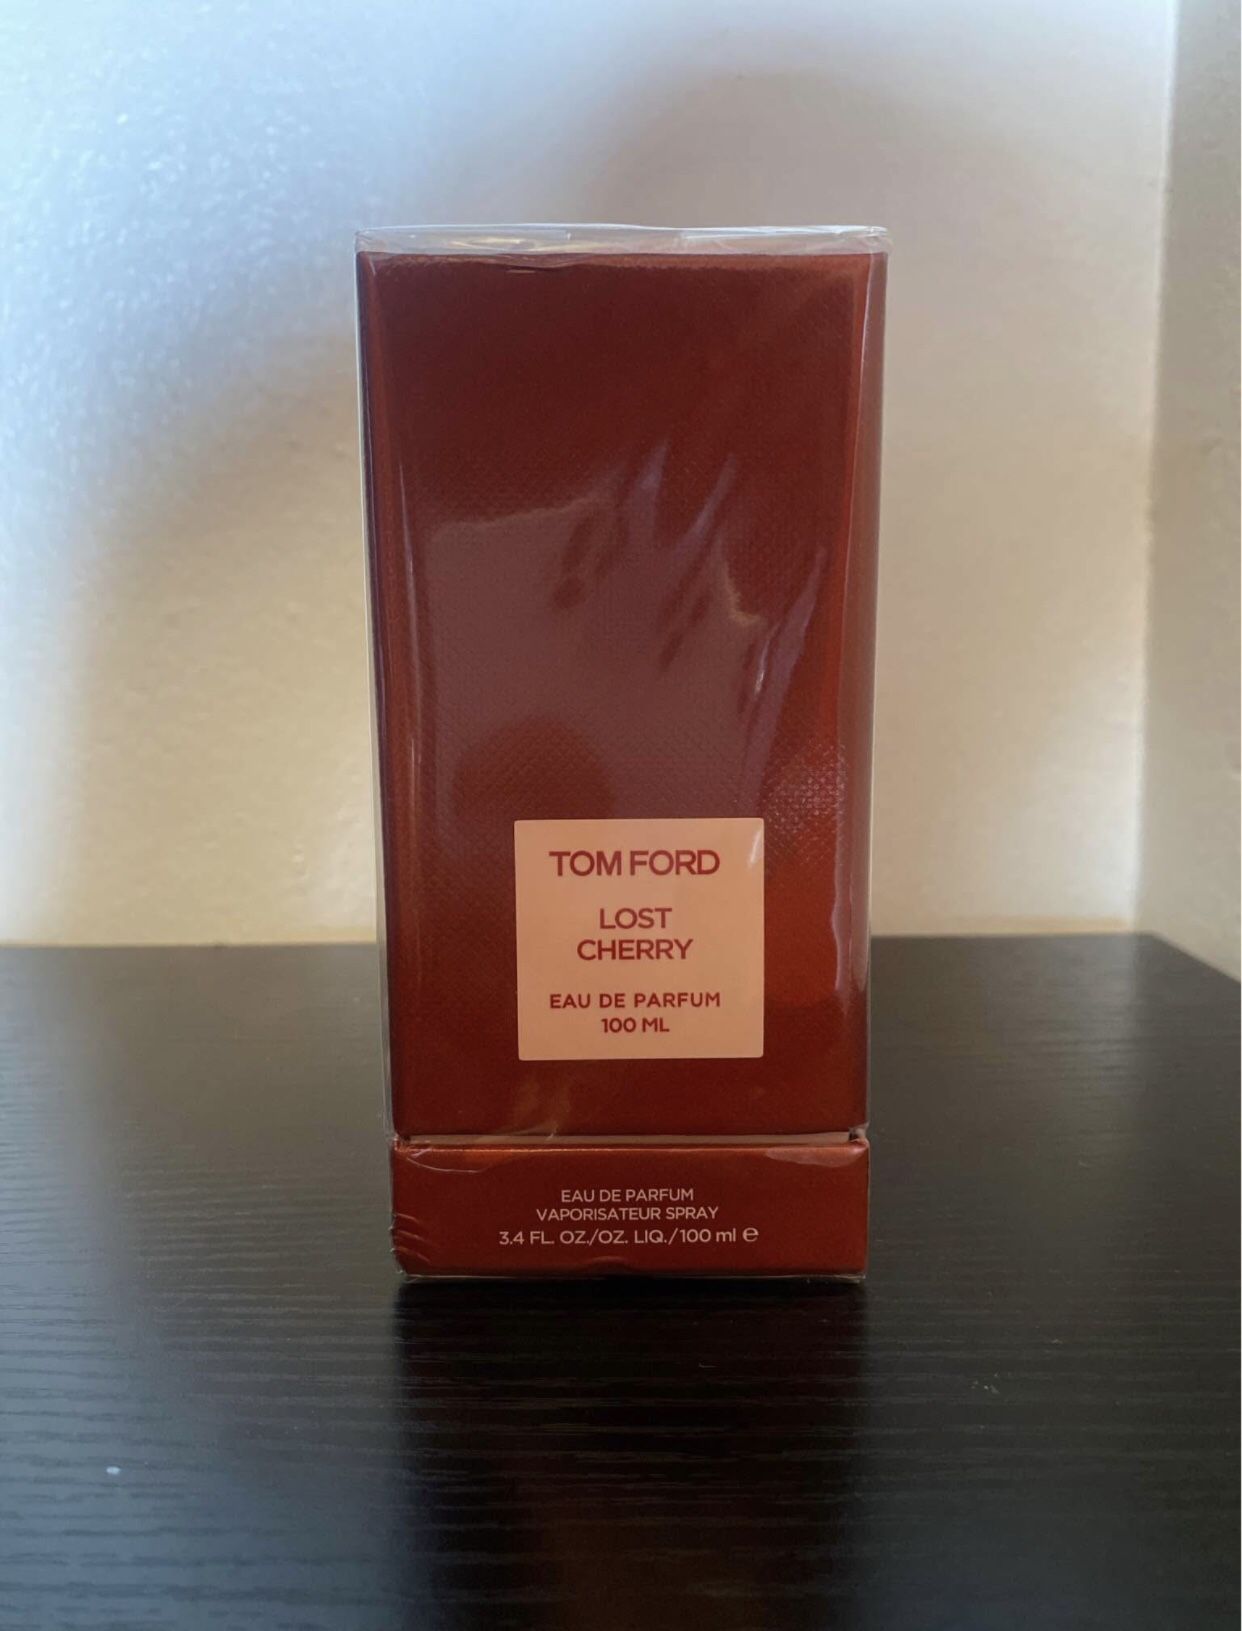 TOM FORD
LOST
CHERRY
EAU DE PARFUM
100 ML
EAU DE PARFUM
VAPORISATEUR SPRAY
3.4 FL. OZ./OZ. LIQ./100 ml ℮